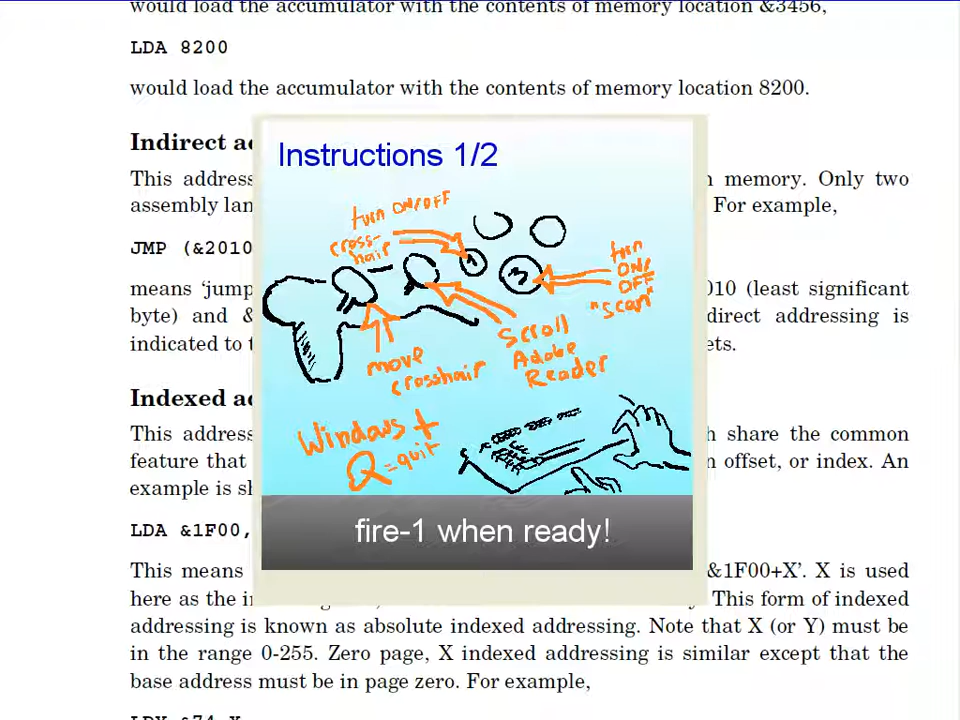 would load the accumulator with the contents of memory location &3456,
LDA 8200
would load the accumulator with the contents of memory location 8200.
Indirect ad
This address
n memory. Only two
assembly lan
For example,
JMP (&2010
means 'jump
010 (least significant
byte) and &
direct addressing is
indicated to t
ets.
Indexed ad
This address
h share the common
feature that
n offset, or index. An
example is sh
LDA &1F00,
This means
&1F00+X'. X is used
here as the in
This form of indexed
addressing is known as absolute indexed addressing. Note that X (or Y) must be
in the range 0-255. Zero page, X indexed addressing is similar except that the
base address must be in page zero. For example,
Instructions 1/2
turn ON/OFF
cross-
hair
1
turn
ON/
OFF
"scan"
move
crosshair
Scroll
Adobe
Reader
Windows +
Q = quit
fire-1 when ready!